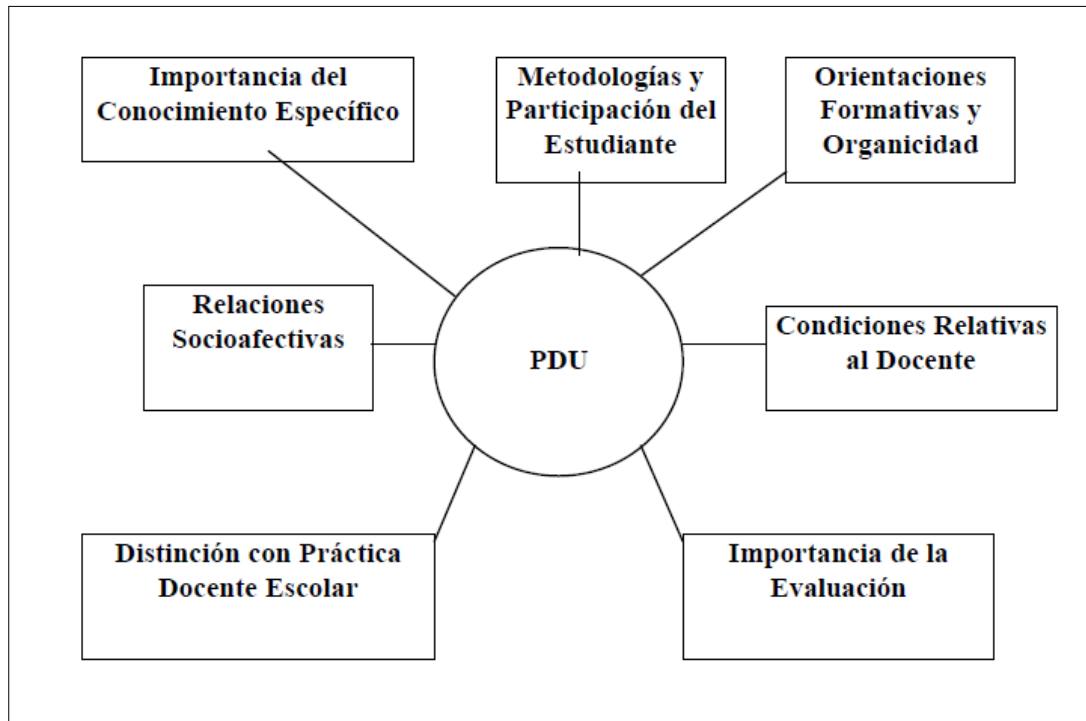 Importancia del
Conocimiento Específico
Metodologías y
Participación del
Estudiante
Orientaciones
Formativas y
Organicidad
Relaciones
Socioafectivas
PDU
Condiciones Relativas
al Docente
Distinción con Práctica
Docente Escolar
Importancia de la
Evaluación